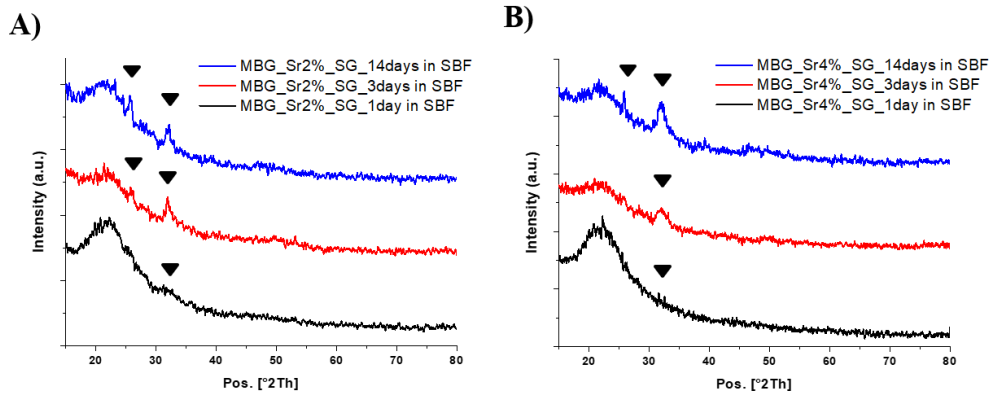 A)
MBG_Sr2%_SG_14days in SBF
MBG_Sr2%_SG_3days in SBF
MBG_Sr2%_SG_1day in SBF
Intensity (a.u.)
20 30 40 50 60 70 80
Pos. [°2Th]
B)
MBG_Sr4%_SG_14days in SBF
MBG_Sr4%_SG_3days in SBF
MBG_Sr4%_SG_1day in SBF
Intensity (a.u.)
20 30 40 50 60 70 80
Pos. [°2Th]